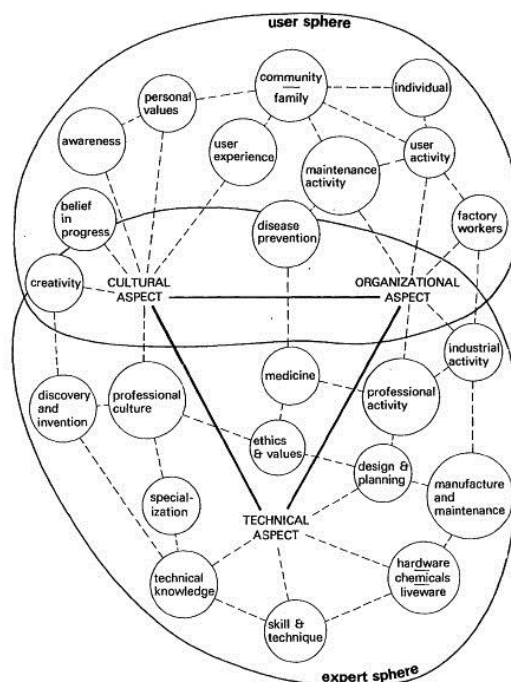 user sphere
community
family
individual
personal
values
awareness
user
experience
user
activity
maintenance
activity
belief
in
progress
disease
prevention
factory
workers
creativity
CULTURAL
ASPECT
ORGANIZATIONAL
ASPECT
industrial
activity
medicine
discovery
and
invention
professional
culture
professional
activity
ethics
& values
design &
planning
special-
ization
manufacture
and
maintenance
TECHNICAL
ASPECT
technical
knowledge
hardware
chemicals
liveware
skill &
technique
expert sphere